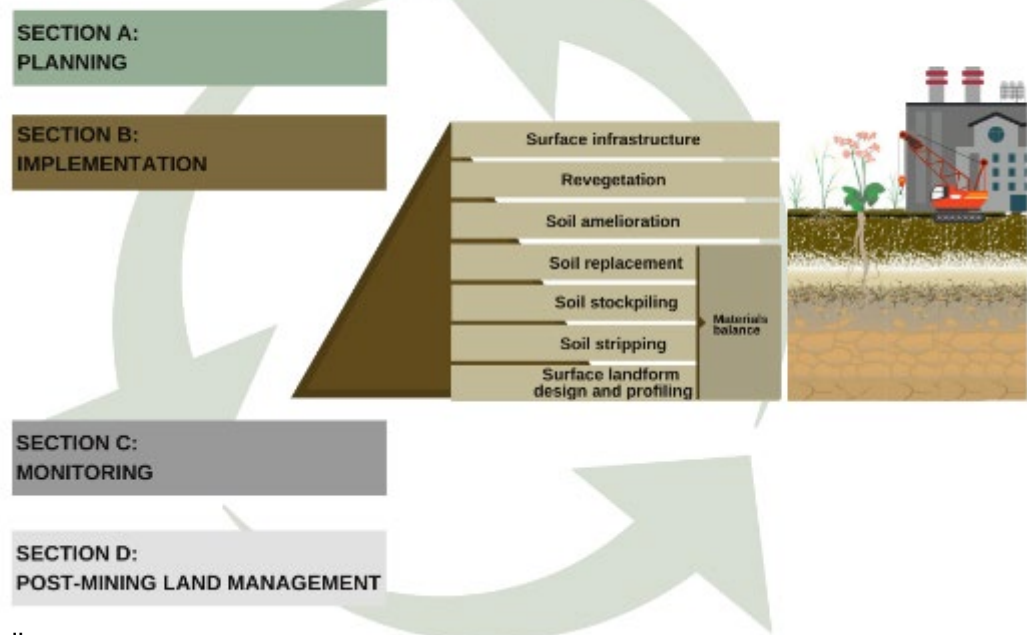 SECTION A:
PLANNING
SECTION B:
IMPLEMENTATION
Surface infrastructure
Revegetation
Soil amelioration
Soil replacement
Soil stockpiling
Soil stripping
Surface landform
design and profiling
Materials
balance
SECTION C:
MONITORING
SECTION D:
POST-MINING LAND MANAGEMENT